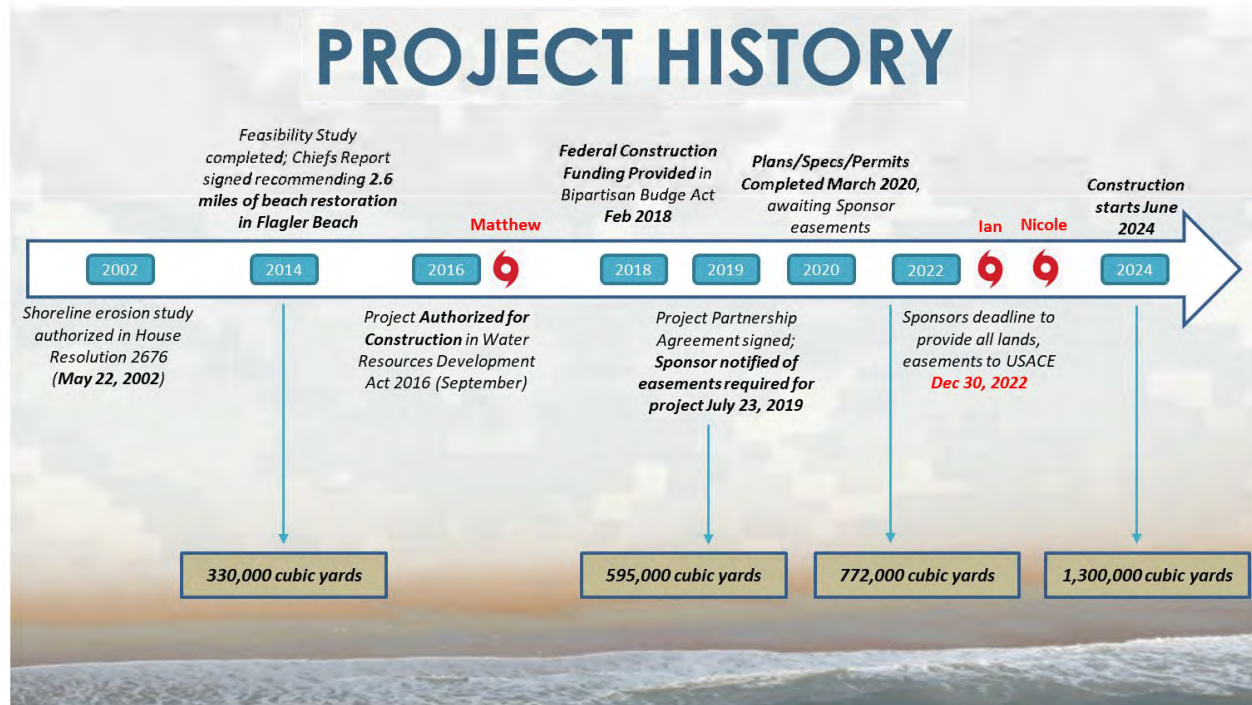 PROJECT HISTORY
Feasibility Study
completed; Chiefs Report
signed recommending 2.6
miles of beach restoration
in Flagler Beach
Federal Construction
Funding Provided in
Bipartisan Budge Act
Feb 2018
Plans/Specs/Permits
Completed March 2020,
awaiting Sponsor
easements
Construction
starts June
2024
Matthew
Ian
Nicole
2002
2014
2016
2018
2019
2020
2022
2024
Shoreline erosion study
authorized in House
Resolution 2676
(May 22, 2002)
Project Authorized for
Construction in Water
Resources Development
Act 2016 (September)
Project Partnership
Agreement signed;
Sponsor notified of
easements required for
project July 23, 2019
Sponsors deadline to
provide all lands,
easements to USACE
Dec 30, 2022
330,000 cubic yards
595,000 cubic yards
772,000 cubic yards
1,300,000 cubic yards